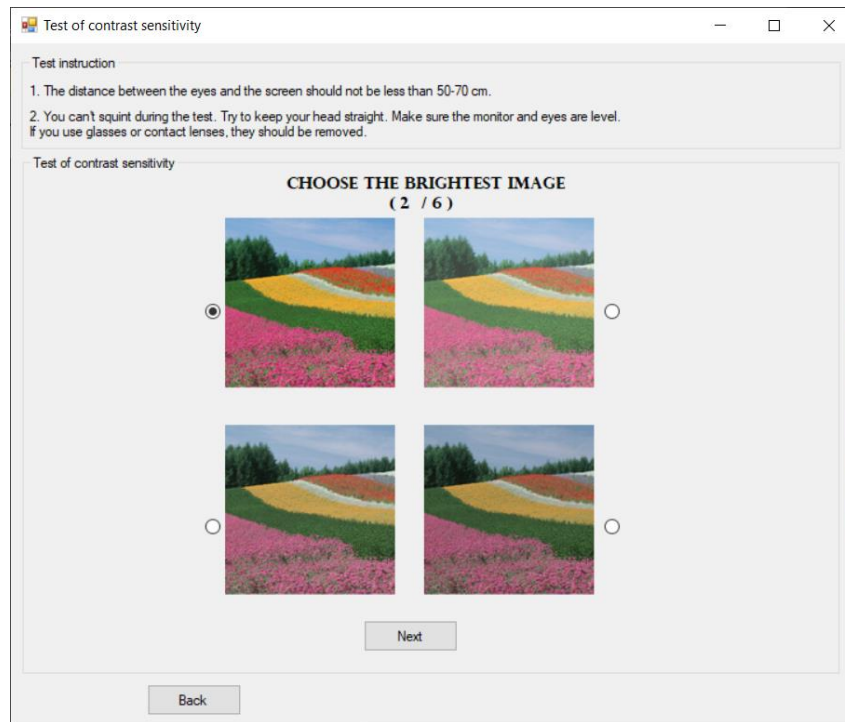 Test of contrast sensitivity
Test instruction
1. The distance between the eyes and the screen should not be less than 50-70 cm.
2. You can't squint during the test. Try to keep your head straight. Make sure the monitor and eyes are level.
If you use glasses or contact lenses, they should be removed.
Test of contrast sensitivity
CHOOSE THE BRIGHTEST IMAGE
( 2 / 6 )
Next
Back